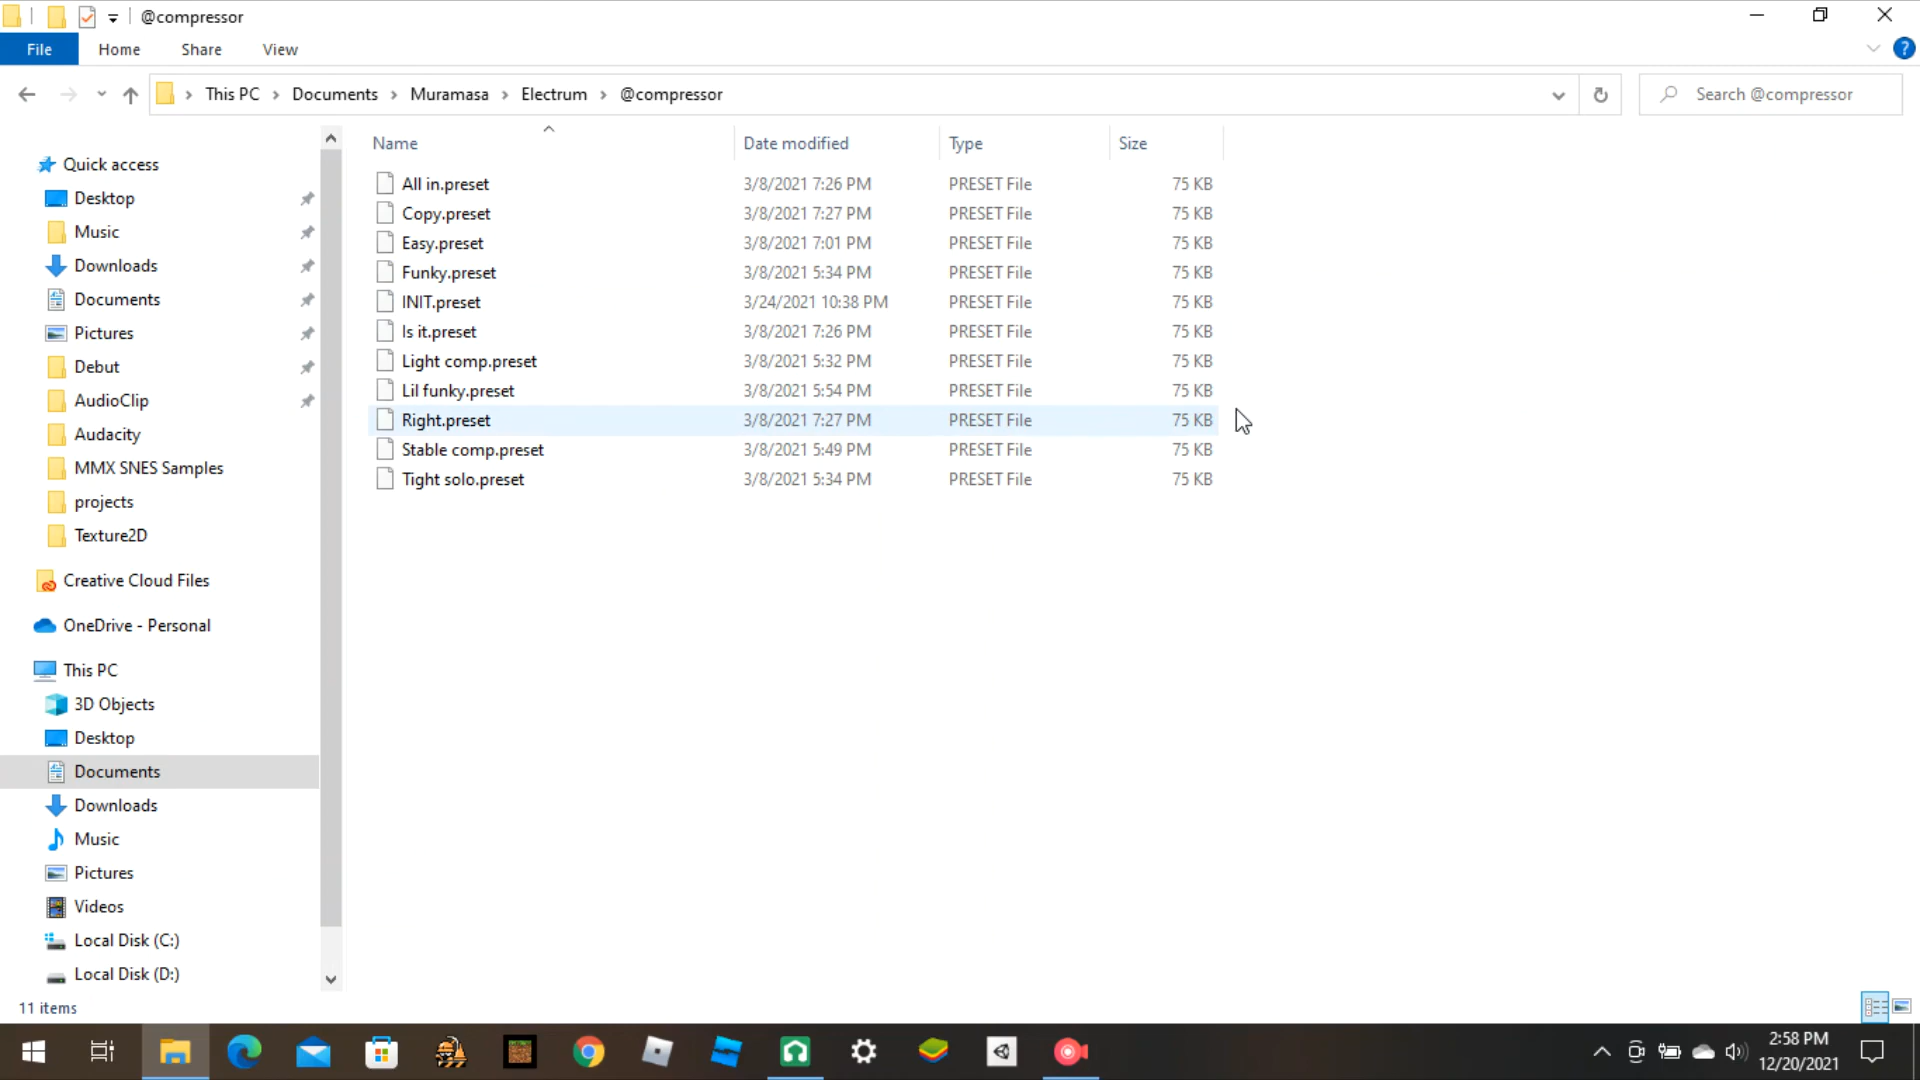 @compressor
File Home Share View
This PC Documents Muramasa Electrum @compressor
Search @compressor
Quick access
Desktop
Music
Downloads
Documents
Pictures
Debut
AudioClip
Audacity
MMX SNES Samples
projects
Texture2D
Creative Cloud Files
OneDrive - Personal
This PC
3D Objects
Desktop
Documents
Downloads
Music
Pictures
Videos
Local Disk (C:)
Local Disk (D:)
Name Date modified Type Size
All in.preset 3/8/2021 7:26 PM PRESET File 75 KB
Copy.preset 3/8/2021 7:27 PM PRESET File 75 KB
Easy.preset 3/8/2021 7:01 PM PRESET File 75 KB
Funky.preset 3/8/2021 5:34 PM PRESET File 75 KB
INIT.preset 3/24/2021 10:38 PM PRESET File 75 KB
Is it.preset 3/8/2021 7:26 PM PRESET File 75 KB
Light comp.preset 3/8/2021 5:32 PM PRESET File 75 KB
Lil funky.preset 3/8/2021 5:54 PM PRESET File 75 KB
Right.preset 3/8/2021 7:27 PM PRESET File 75 KB
Stable comp.preset 3/8/2021 5:49 PM PRESET File 75 KB
Tight solo.preset 3/8/2021 5:34 PM PRESET File 75 KB
11 items
2:58 PM
12/20/2021